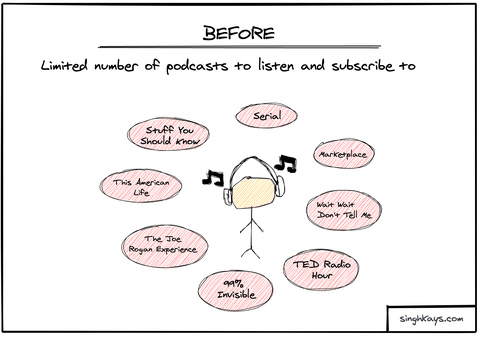 BEFORE
Limited number of podcasts to listen and subscribe to
Serial
Stuff You
Should Know
Marketplace
This American
Life
Wait Wait
Don't Tell Me
The Joe
Rogan Experience
TED Radio
Hour
99%
Invisible
singhkays.com